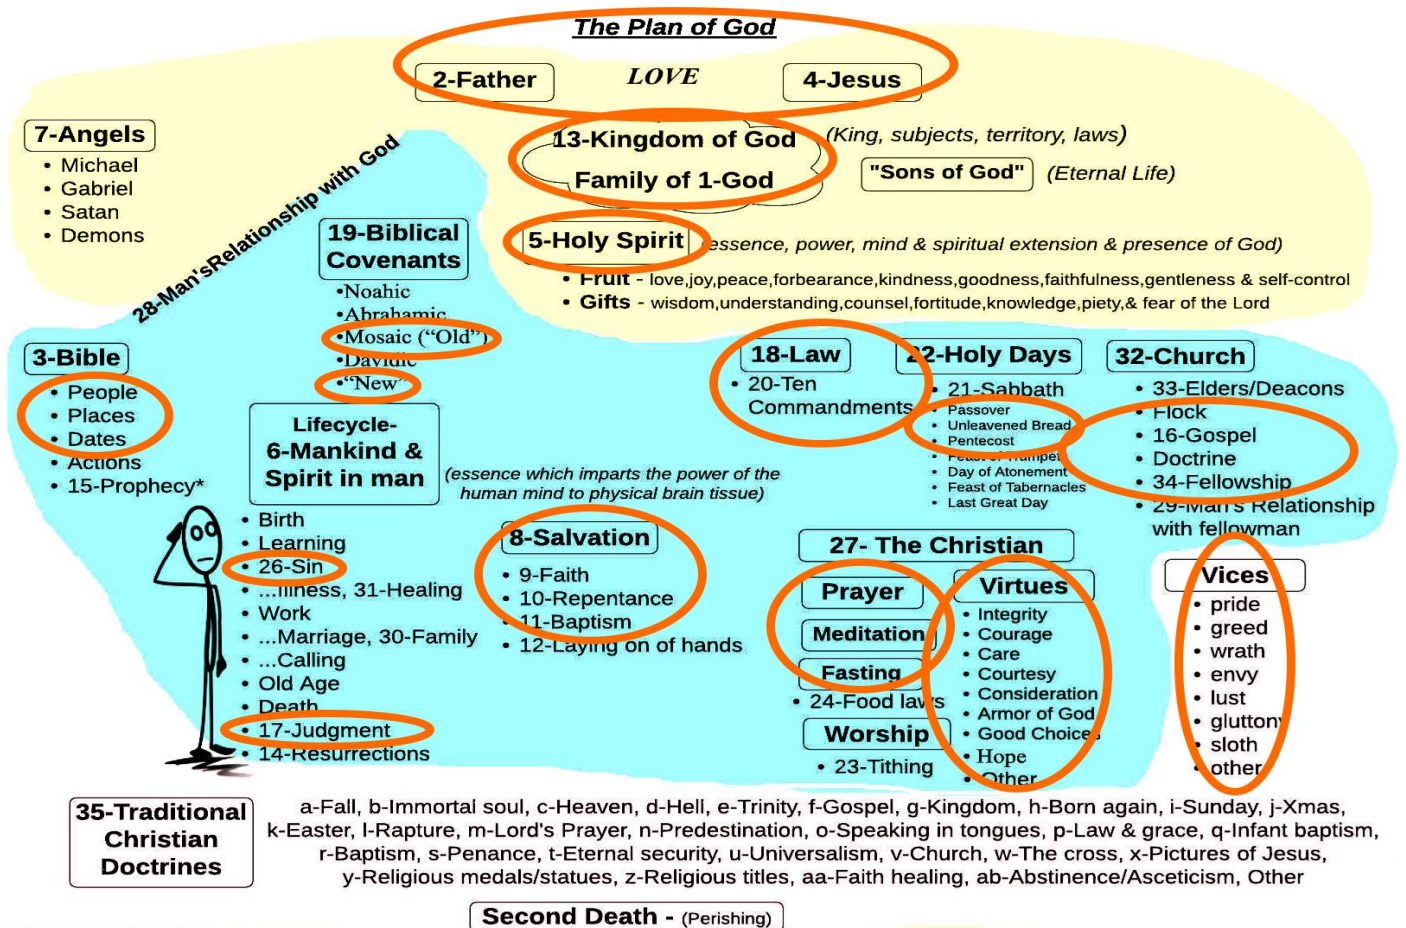 The Plan of God
2-Father
LOVE
4-Jesus
7-Angels
• Michael
• Gabriel
• Satan
• Demons
13-Kingdom of God
(King, subjects, territory, laws)
Family of 1-God
"Sons of God"
(Eternal Life)
28-Man'sRelationship with God
5-Holy Spirit
(essence, power, mind & spiritual extension & presence of God)
• Fruit - love,joy,peace,forbearance,kindness,goodness,faithfulness,gentleness & self-control
• Gifts - wisdom,understanding,counsel,fortitude,knowledge,piety,& fear of the Lord
19-Biblical
Covenants
•Noahic
•Abrahamic
•Mosaic (“Old”)
•Davidic
•“New”
3-Bible
• People
• Places
• Dates
• Actions
• 15-Prophecy*
Lifecycle-
6-Mankind &
Spirit in man
(essence which imparts the power of the
human mind to physical brain tissue)
• Birth
• Learning
• 26-Sin
• ...Illness, 31-Healing
• Work
• ...Marriage, 30-Family
• ...Calling
• Old Age
• Death
• 17-Judgment
• 14-Resurrections
8-Salvation
• 9-Faith
• 10-Repentance
• 11-Baptism
• 12-Laying on of hands
18-Law
• 20-Ten
Commandments
22-Holy Days
• 21-Sabbath
• Passover
• Unleavened Bread
• Pentecost
• Feast of Trumpets
• Day of Atonement
• Feast of Tabernacles
• Last Great Day
32-Church
• 33-Elders/Deacons
• Flock
• 16-Gospel
• Doctrine
• 34-Fellowship
• 29-Man's Relationship
with fellowman
27- The Christian
Prayer
Meditation
Fasting
• 24-Food laws
Worship
• 23-Tithing
Virtues
• Integrity
• Courage
• Care
• Courtesy
• Consideration
• Armor of God
• Good Choices
• Hope
• Other
Vices
• pride
• greed
• wrath
• envy
• lust
• gluttony
• sloth
• other
35-Traditional
Christian
Doctrines
a-Fall, b-Immortal soul, c-Heaven, d-Hell, e-Trinity, f-Gospel, g-Kingdom, h-Born again, i-Sunday, j-Xmas,
k-Easter, l-Rapture, m-Lord's Prayer, n-Predestination, o-Speaking in tongues, p-Law & grace, q-Infant baptism,
r-Baptism, s-Penance, t-Eternal security, u-Universalism, v-Church, w-The cross, x-Pictures of Jesus,
y-Religious medals/statues, z-Religious titles, aa-Faith healing, ab-Abstinence/Asceticism, Other
Second Death - (Perishing)